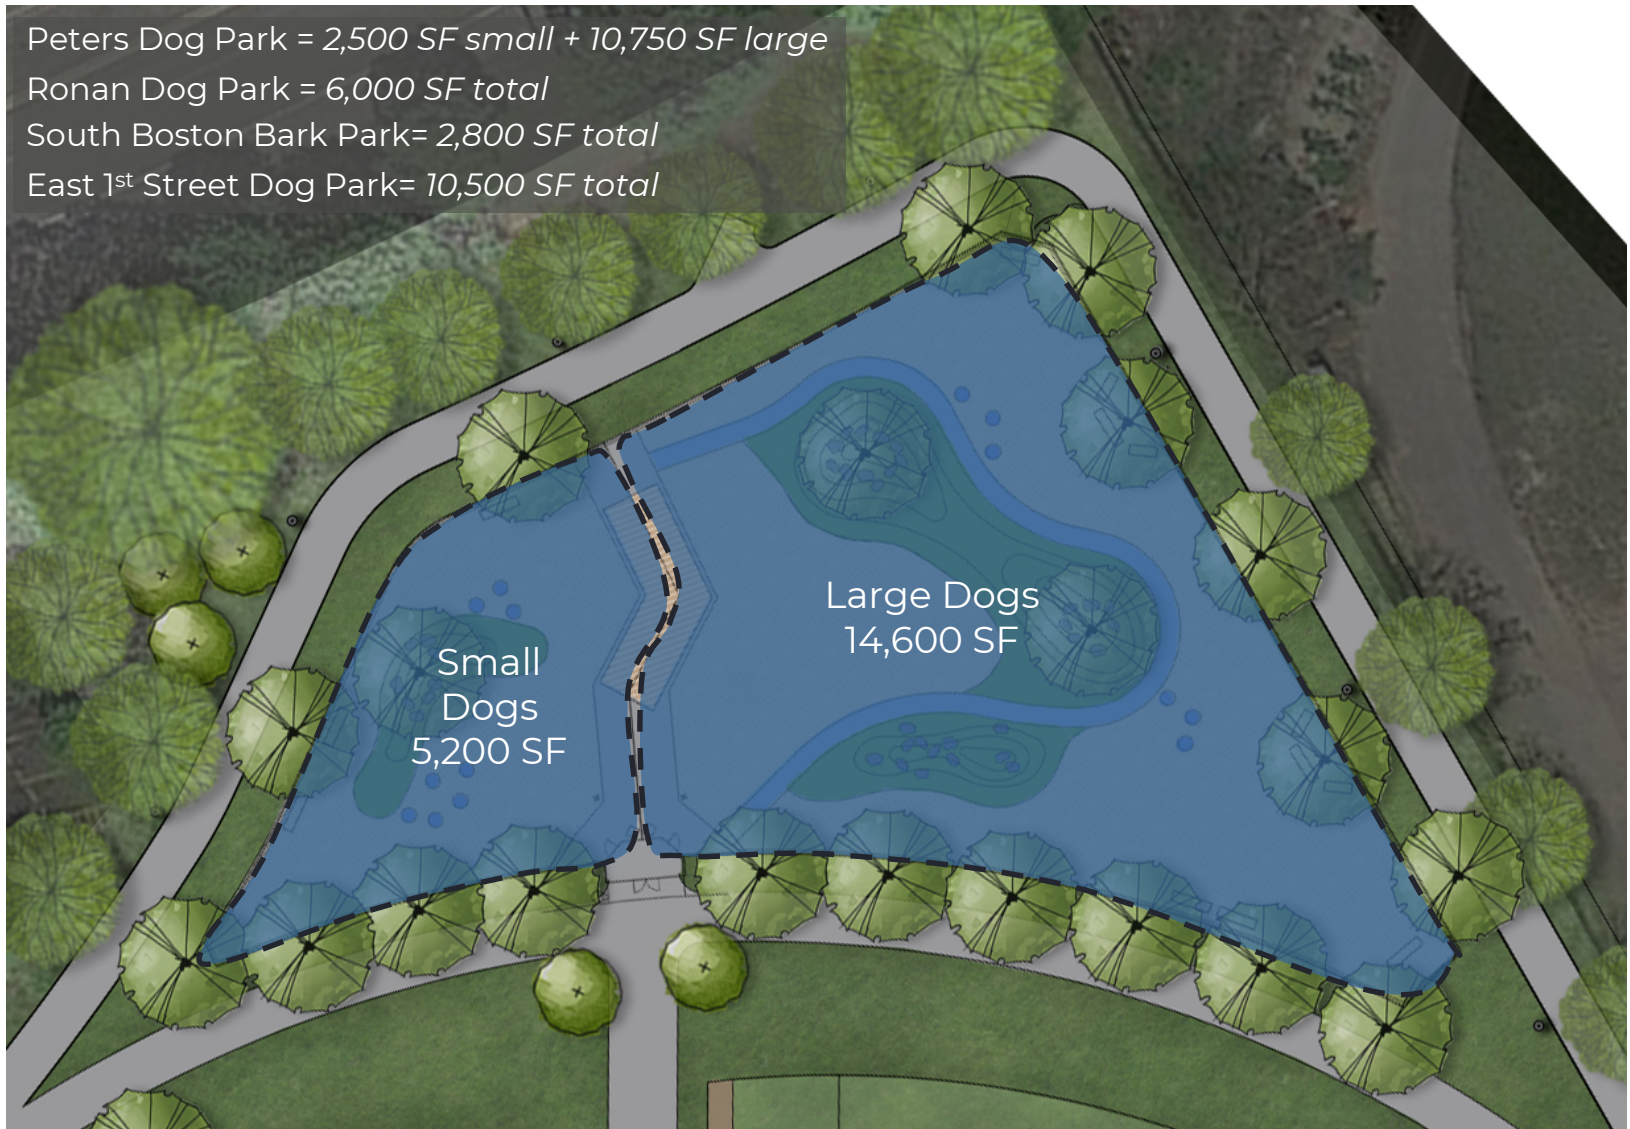 Peters Dog Park = 2,500 SF small + 10,750 SF large
Ronan Dog Park = 6,000 SF total
South Boston Bark Park= 2,800 SF total
East 1st Street Dog Park= 10,500 SF total
Large Dogs
14,600 SF
Small
Dogs
5,200 SF